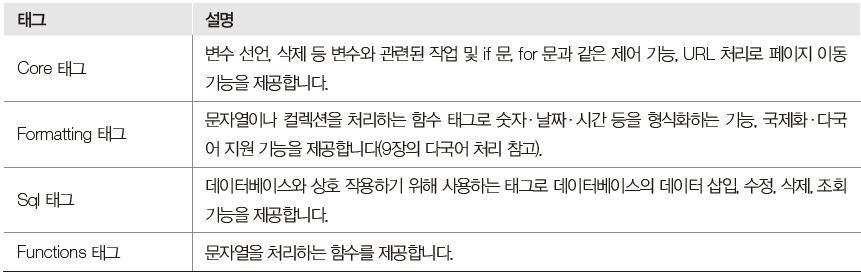 태그 설명
Core 태그 변수 선언, 삭제 등 변수와 관련된 작업 및 if 문, for 문과 같은 제어 기능, URL 처리로 페이지 이동
기능을 제공합니다.
Formatting 태그 문자열이나 컬렉션을 처리하는 함수 태그로 숫자·날짜·시간 등을 형식화하는 기능, 국제화·다국
어 지원 기능을 제공합니다(9장의 다국어 처리 참고).
Sql 태그 데이터베이스와 상호 작용하기 위해 사용하는 태그로 데이터베이스의 데이터 삽입, 수정, 삭제, 조회
기능을 제공합니다.
Functions 태그 문자열을 처리하는 함수를 제공합니다.